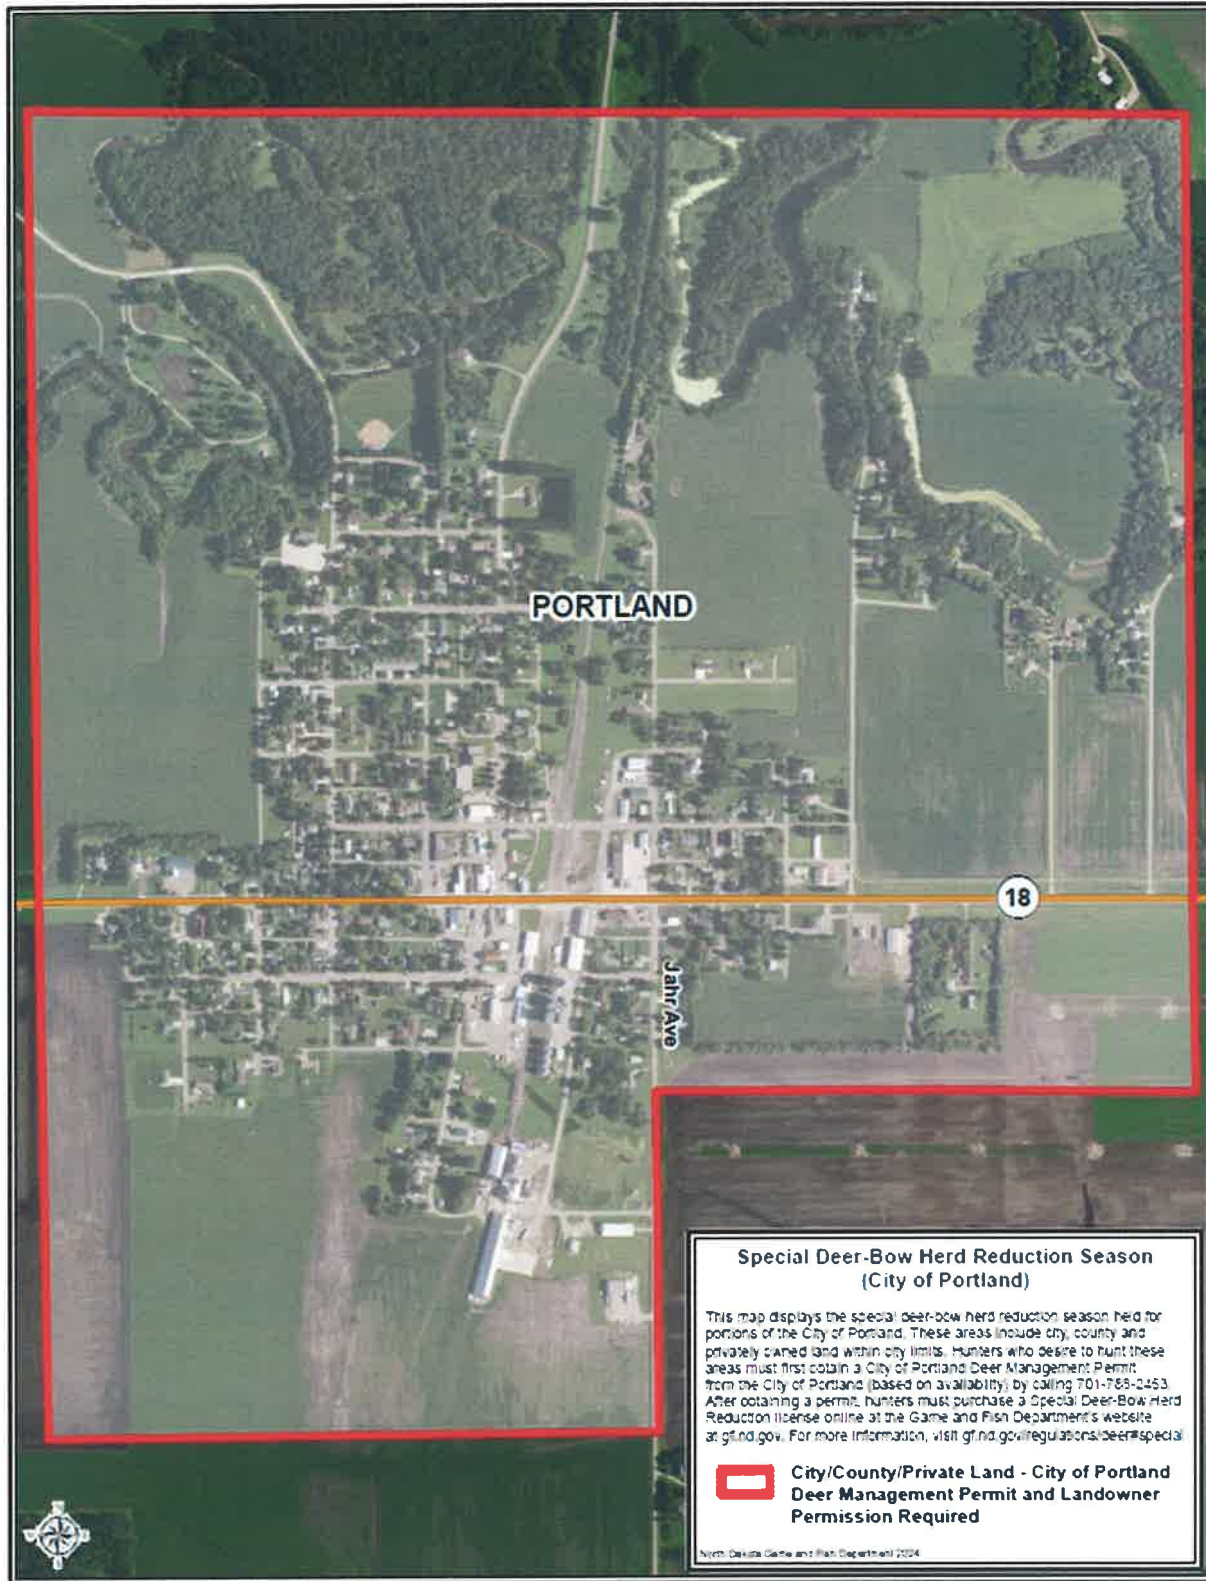 PORTLAND
18
Jahr Ave
Special Deer-Bow Herd Reduction Season
(City of Portland)
This map displays the special deer-bow herd reduction season held for
portions of the City of Portland. These areas include city, county and
privately owned land within city limits. Hunters who desire to hunt these
areas must first obtain a City of Portland Deer Management Permit
from the City of Portland (based on availability) by calling
After obtaining a permit, hunters must purchase a Special Deer-Bow Herd
Reduction license online at the Game and Fish Department's website
at gf.nd.gov. For more information, visit gf.nd.gov/regulations/deer#special
City/County/Private Land - City of Portland
Deer Management Permit and Landowner
Permission Required
North Dakota Game and Fish Department 2024